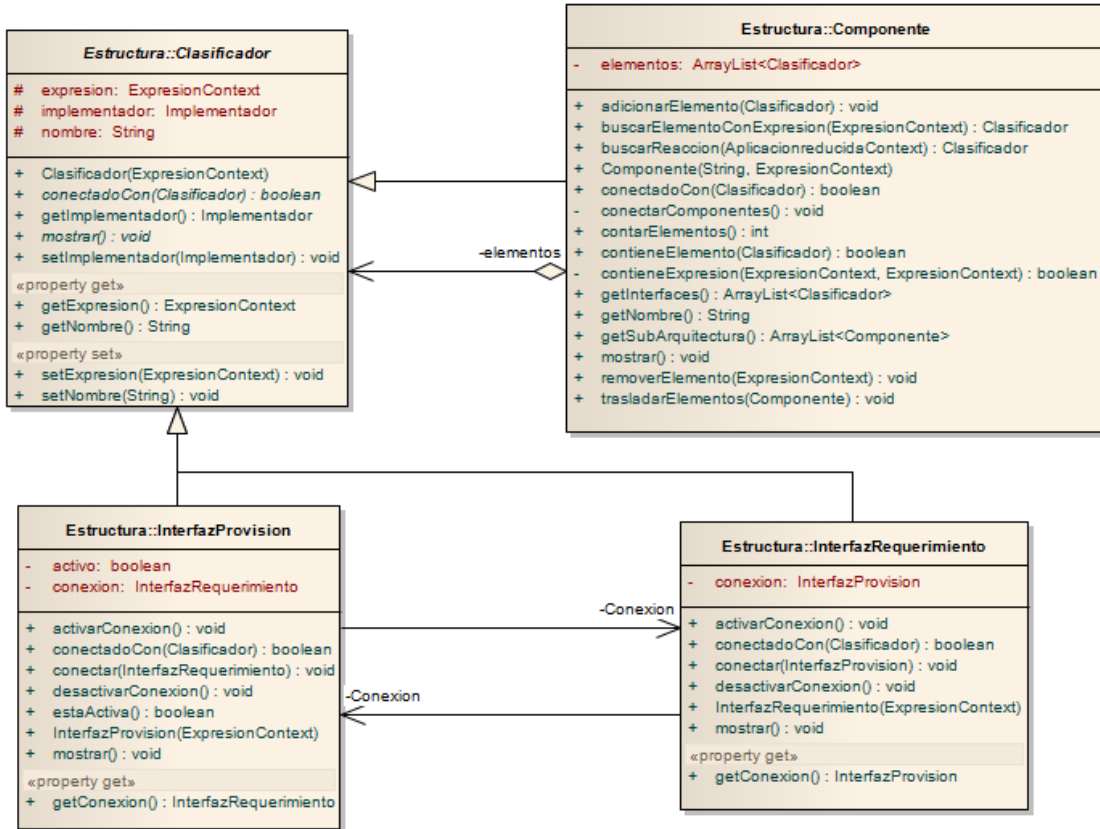 Estructura::Clasificador
# expresion: ExpresionContext
# implementador: Implementador
# nombre: String
+ Clasificador(ExpresionContext)
+ conectadoCon(Clasificador) : boolean
+ getImplementador() : Implementador
+ mostrar() : void
+ setImplementador(Implementador) : void
«property get»
+ getExpresion() : ExpresionContext
+ getNombre() : String
«property set»
+ setExpresion(ExpresionContext) : void
+ setNombre(String) : void
Estructura::Componente
- elementos: ArrayList<Clasificador>
+ adicionarElemento(Clasificador) : void
+ buscarElementoConExpresion(ExpresionContext) : Clasificador
+ buscarReaccion(AplicacionreducidaContext) : Clasificador
+ Componente(String, ExpresionContext)
+ conectadoCon(Clasificador) : boolean
- conectarComponentes() : void
+ contarElementos() : int
+ contieneElemento(Clasificador) : boolean
- contieneExpresion(ExpresionContext, ExpresionContext) : boolean
+ getInterfaces() : ArrayList<Clasificador>
+ getNombre() : String
+ getSubArquitectura() : ArrayList<Componente>
+ mostrar() : void
+ removerElemento(ExpresionContext) : void
+ trasladarElementos(Componente) : void
-elementos
Estructura::InterfazProvision
- activo: boolean
- conexion: InterfazRequerimiento
+ activarConexion() : void
+ conectadoCon(Clasificador) : boolean
+ conectar(InterfazRequerimiento) : void
+ desactivarConexion() : void
+ estaActiva() : boolean
+ InterfazProvision(ExpresionContext)
+ mostrar() : void
«property get»
+ getConexion() : InterfazRequerimiento
-Conexion
-Conexion
Estructura::InterfazRequerimiento
- conexion: InterfazProvision
+ activarConexion() : void
+ conectadoCon(Clasificador) : boolean
+ conectar(InterfazProvision) : void
+ desactivarConexion() : void
+ InterfazRequerimiento(ExpresionContext)
+ mostrar() : void
«property get»
+ getConexion() : InterfazProvision